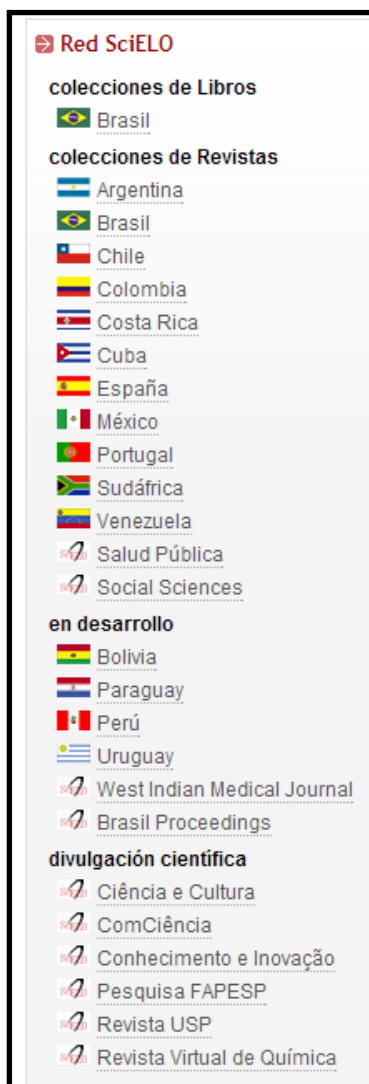 Red SciELO
colecciones de Libros
Brasil
colecciones de Revistas
Argentina
Brasil
Chile
Colombia
Costa Rica
Cuba
España
México
Portugal
Sudáfrica
Venezuela
Salud Pública
Social Sciences
en desarrollo
Bolivia
Paraguay
Perú
Uruguay
West Indian Medical Journal
Brasil Proceedings
divulgación científica
Ciência e Cultura
ComCiência
Conhecimento e Inovação
Pesquisa FAPESP
Revista USP
Revista Virtual de Química